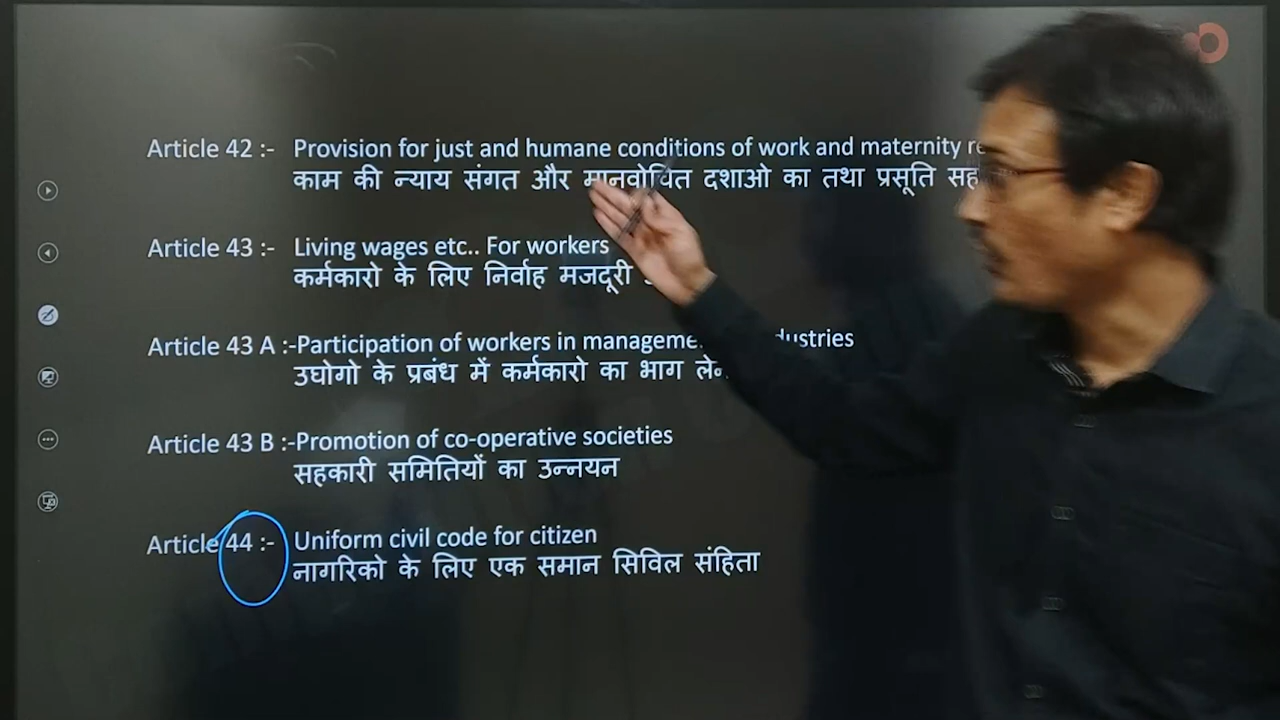 Article 42 :- Provision for just and humane conditions of work and maternity
काम की न्याय संगत और मानवोचित दशाओ का तथा प्रसूति
Article 43 :- Living wages etc.. For workers
कर्मकारो के लिए निर्वाह मजदूरी
Article 43 A :-Participation of workers in
उघोगो के प्रबंध में कर्मकारो का भाग
Article 43 B :-Promotion of co-operative societies
सहकारी समितियों का उन्नयन
Article 44 :- Uniform civil code for citizen
नागरिको के लिए एक समान सिविल संहिता